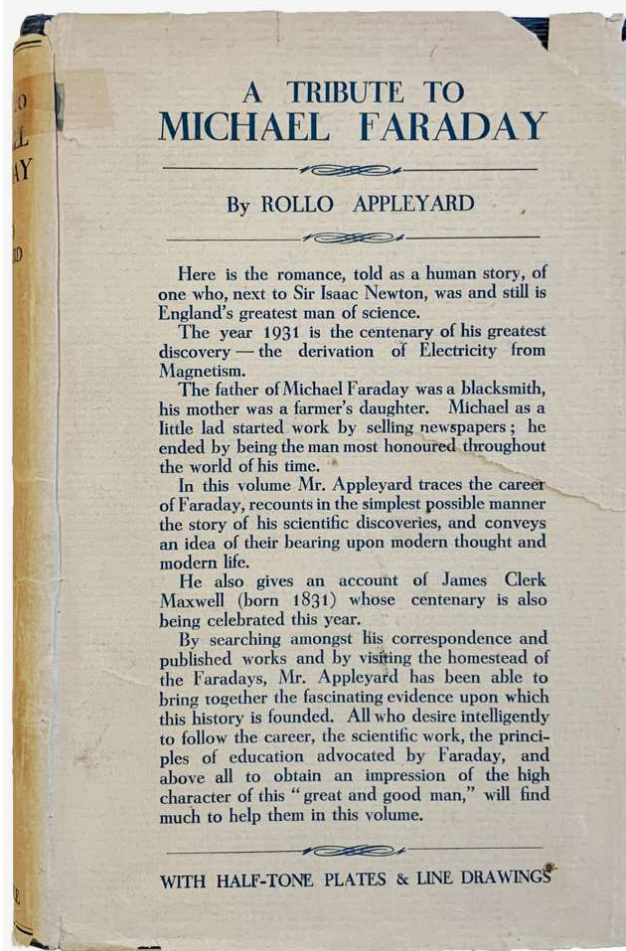 A TRIBUTE TO
MICHAEL FARADAY
By ROLLO APPLEYARD
Here is the romance, told as a human story, of
one who, next to Sir Isaac Newton, was and still is
England's greatest man of science.
The year 1931 is the centenary of his greatest
discovery — the derivation of Electricity from
Magnetism.
The father of Michael Faraday was a blacksmith,
his mother was a farmer's daughter. Michael as a
little lad started work by selling newspapers; he
ended by being the man most honoured throughout
the world of his time.
In this volume Mr. Appleyard traces the career
of Faraday, recounts in the simplest possible manner
the story of his scientific discoveries, and conveys
an idea of their bearing upon modern thought and
modern life.
He also gives an account of James Clerk
Maxwell (born 1831) whose centenary is also
being celebrated this year.
By searching amongst his correspondence and
published works and by visiting the homestead of
the Faradays, Mr. Appleyard has been able to
bring together the fascinating evidence upon which
this history is founded. All who desire intelligently
to follow the career, the scientific work, the princi-
ples of education advocated by Faraday, and
above all to obtain an impression of the high
character of this "great and good man," will find
much to help them in this volume.
WITH HALF-TONE PLATES & LINE DRAWINGS